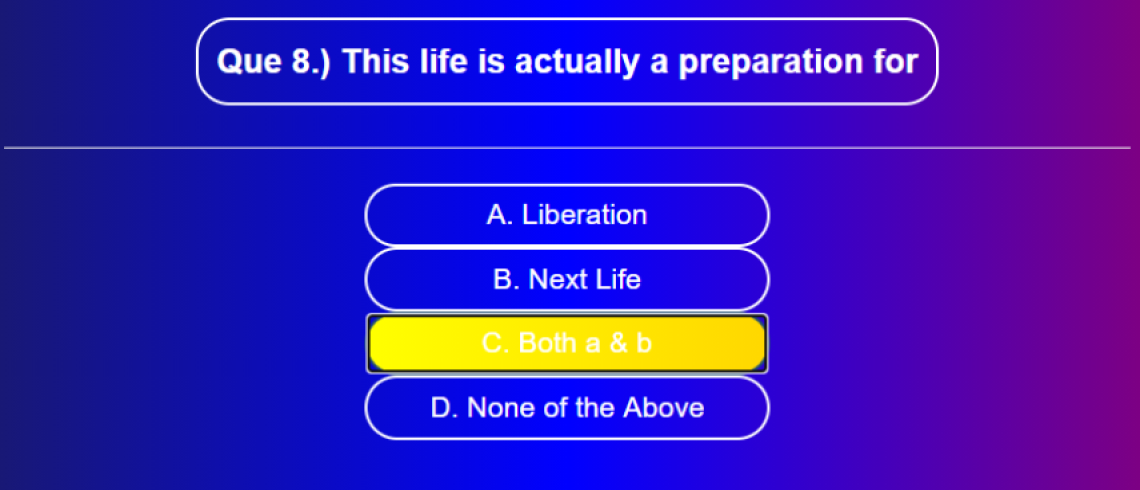 Que 8.) This life is actually a preparation for
A. Liberation
B. Next Life
C. Both a & b
D. None of the Above